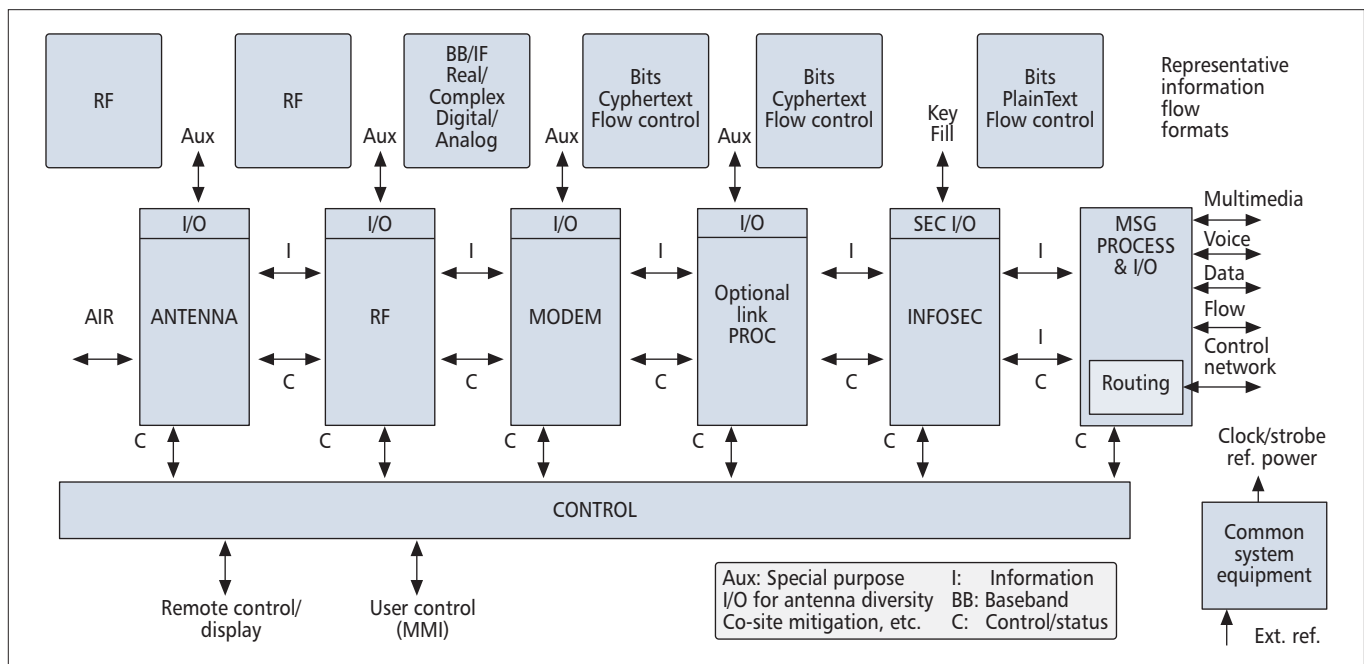 RF
RF
BB/IF
Real/
Complex
Digital/
Analog
Bits
Cyphertext
Flow control
Bits
Cyphertext
Flow control
Bits
PlainText
Flow control
Representative
information
flow
formats
Aux
Aux
Aux
Aux
Key
Fill
I/O
I/O
I/O
I/O
SEC I/O
MSG
PROCESS
& I/O
Multimedia
Voice
Data
Flow
Control
network
I
I
I
I
I
AIR
ANTENNA
RF
MODEM
Optional
link
PROC
INFOSEC
I
C
C
C
C
C
Routing
C
C
C
C
C
C
CONTROL
Clock/strobe
ref. power
Common
system
equipment
Ext. ref.
Remote control/
display
User control
(MMI)
Aux: Special purpose
I/O for antenna diversity
Co-site mitigation, etc.
I: Information
BB: Baseband
C: Control/status